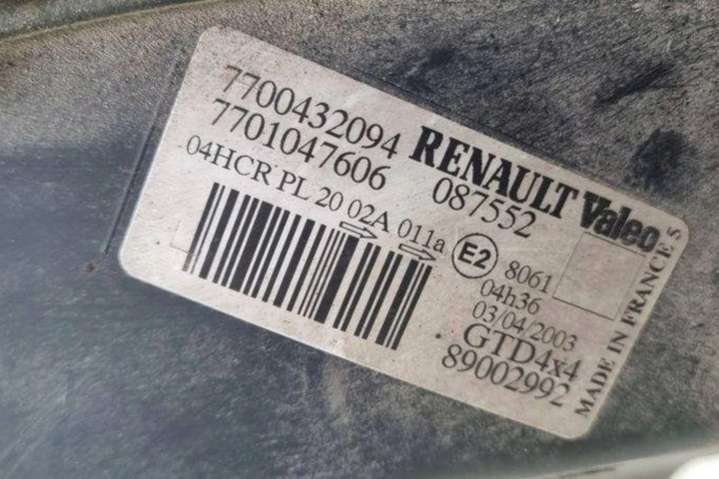 7700432094
7701047606
RENAULT Valeo
087552
04HCR PL 20 02A 011a
E2 8061
04h36
03/04/2003
GTD4x4
89002992
MADE IN FRANCE 5